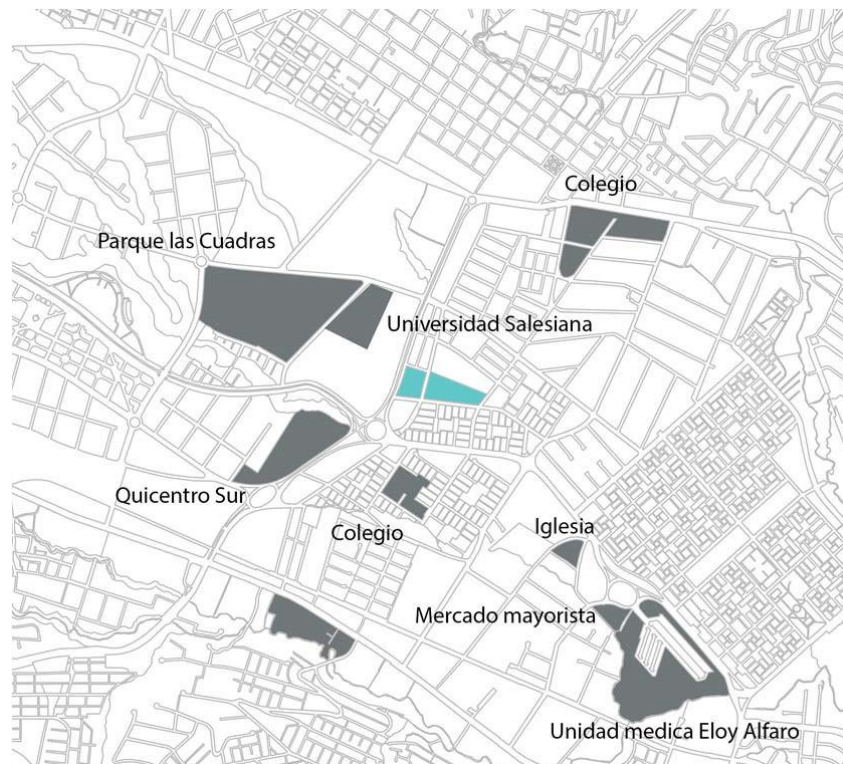 Colegio
Parque las Cuadras
Universidad Salesiana
Quicentro Sur
Colegio
Iglesia
Mercado mayorista
Unidad medica Eloy Alfaro